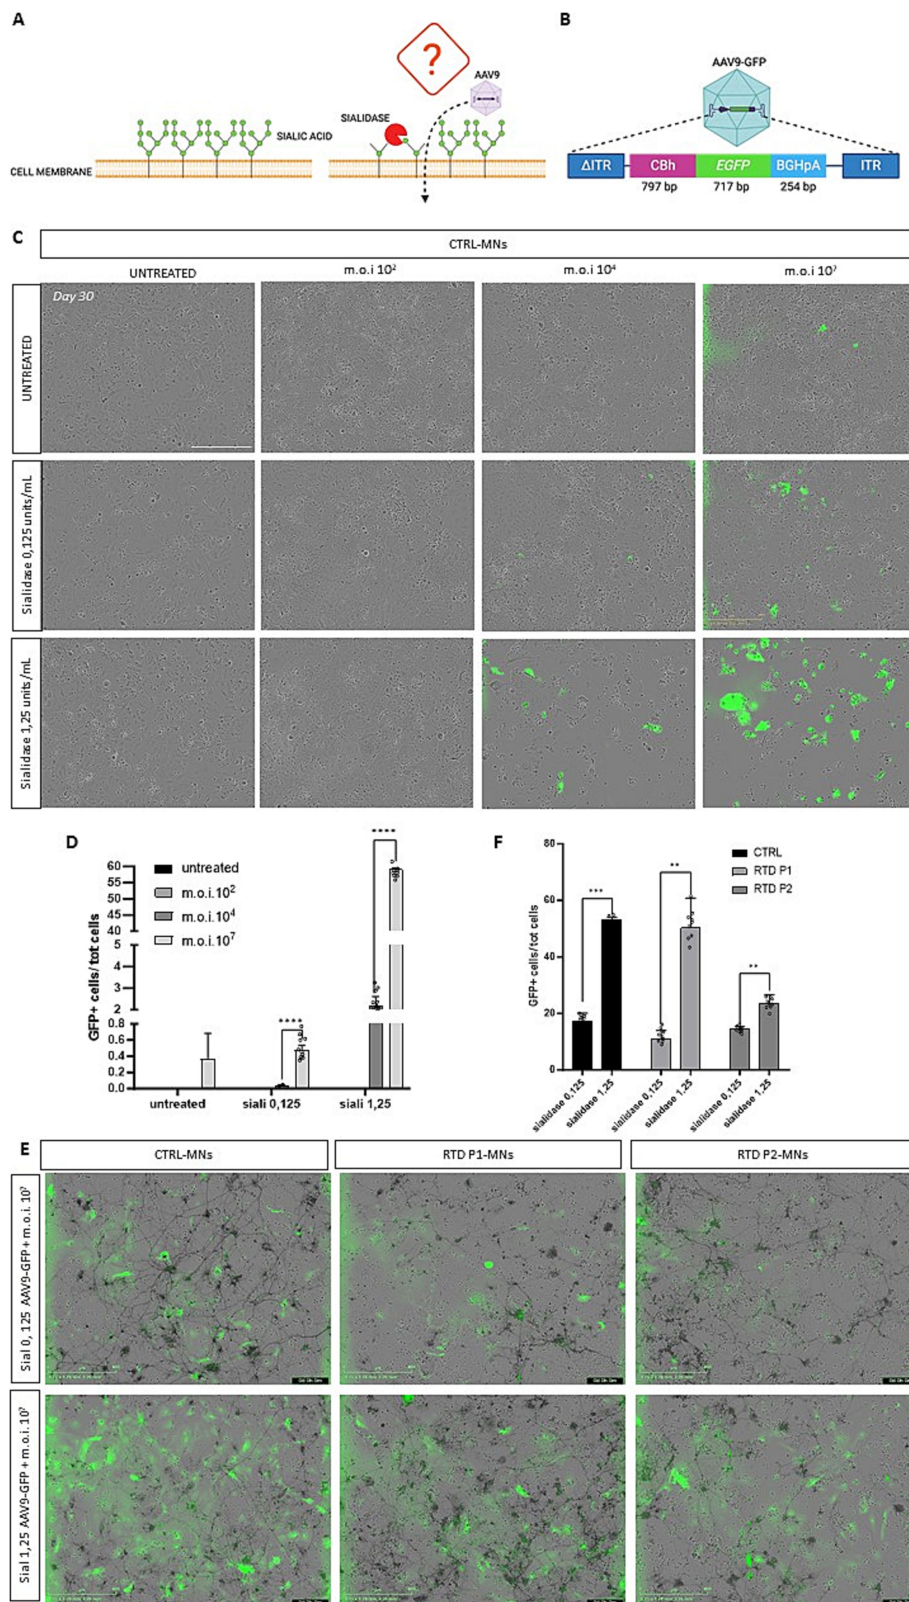 A
B
?
AAV9
SIALIDASE
SIALIC ACID
CELL MEMBRANE
AAV9-GFP
ΔITR
CBh
EGFP
BGHpA
ITR
797 bp
717 bp
254 bp
C
CTRL-MNs
UNTREATED
m.o.i 10²
m.o.i 10⁴
m.o.i 10⁷
Day 30
UNTREATED
Sialidase 0,125 units/mL
Sialidase 1,25 units/mL
D
GFP+ cells/ tot cells
60
55
50
45
40
5
4
3
2
0.8
0.6
0.4
0.2
0.0
untreated
m.o.i.10²
m.o.i.10⁴
m.o.i.10⁷
****
****
untreated
siali 0,125
siali 1,25
F
GFP+ cells/tot cells
80
60
40
20
0
CTRL
RTD P1
RTD P2
***
**
**
sialidase 0,125
sialidase 1,25
sialidase 0,125
sialidase 1,25
sialidase 0,125
sialidase 1,25
E
CTRL-MNs
RTD P1-MNs
RTD P2-MNs
Sial 0,125 AAV9-GFP + m.o.i. 10⁷
Sial 1,25 AAV9-GFP + m.o.i. 10⁷